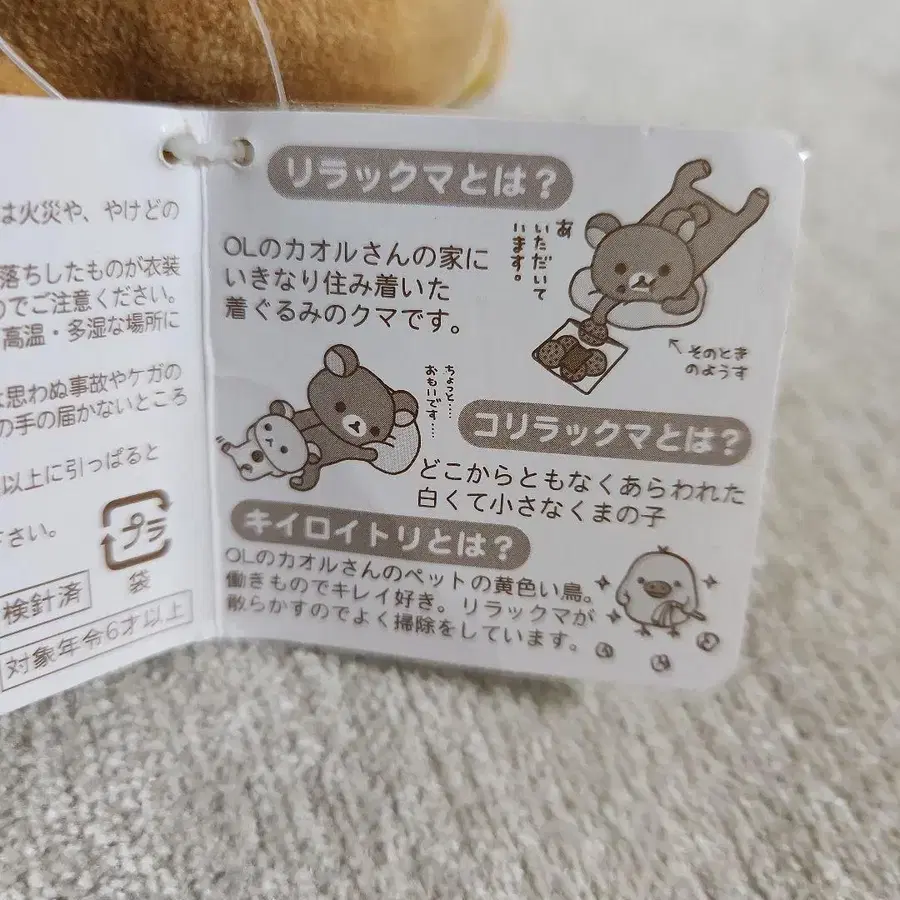 は火災や、やけどの
落ちしたものが衣装
のでご注意ください。
高温・多湿な場所に
は思わぬ事故やケガの
の手の届かないところ
以上に引っぱると
さい。
プラ
袋
検針済
対象年令6才以上
リラックマとは？
OLのカオルさんの家に
いきなり住み着いた
着ぐるみのクマです。
あ
いただいて
います。
そのとき
のようす
ちょっと……
おもいです…
コリラックマとは？
どこからともなくあらわれた
白くて小さなくまの子
キイロイトリとは？
OLのカオルさんのペットの黄色い鳥。
働きものでキレイ好き。リラックマが
散らかすのでよく掃除をしています。